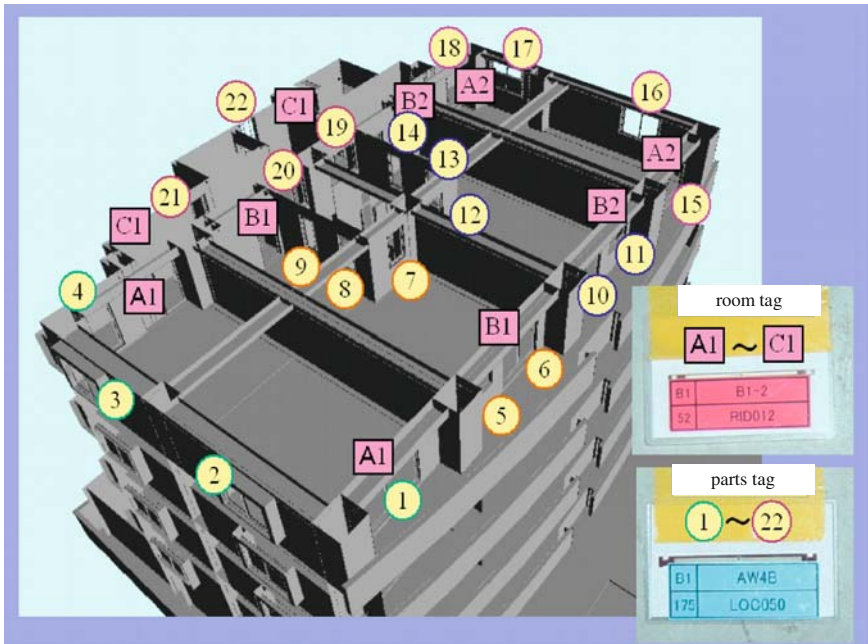 18
17
22
C1
B2
A2
16
19
14
13
A2
20
B1
12
B2
15
21
C1
9
8
7
11
10
4
A1
B1
6
room tag
A1 ~ C1
B1 B1-2
52 RID012
3
5
A1
2
1
parts tag
1 ~ 22
B1 AW4B
175 LOC050